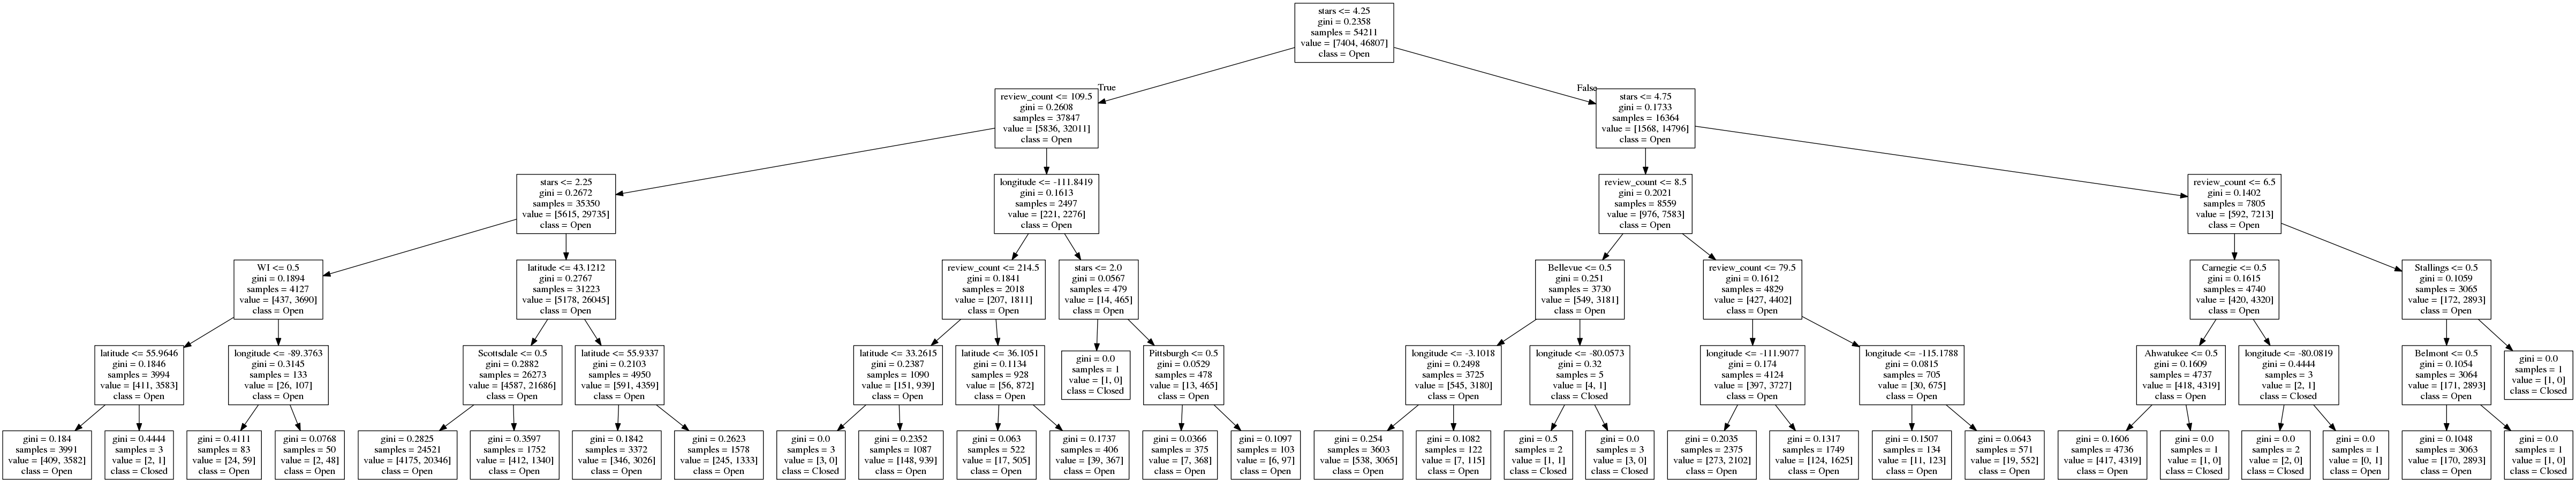 stars <= 4.25
gini = 0.2358
samples = 54211
value = [7404, 46807]
class = Open
True
False
review_count <= 109.5
gini = 0.2608
samples = 37847
value = [5836, 32011]
class = Open
stars <= 4.75
gini = 0.1733
samples = 16364
value = [1568, 14796]
class = Open
stars <= 2.25
gini = 0.2672
samples = 35350
value = [5615, 29735]
class = Open
longitude <= -111.8419
gini = 0.1613
samples = 2497
value = [221, 2276]
class = Open
review_count <= 8.5
gini = 0.2021
samples = 8559
value = [976, 7583]
class = Open
review_count <= 6.5
gini = 0.1402
samples = 7805
value = [592, 7213]
class = Open
WI <= 0.5
gini = 0.1894
samples = 4127
value = [437, 3690]
class = Open
latitude <= 43.1212
gini = 0.2767
samples = 31223
value = [5178, 26045]
class = Open
review_count <= 214.5
gini = 0.1841
samples = 2018
value = [207, 1811]
class = Open
stars <= 2.0
gini = 0.0567
samples = 479
value = [14, 465]
class = Open
Bellevue <= 0.5
gini = 0.251
samples = 3730
value = [549, 3181]
class = Open
review_count <= 79.5
gini = 0.1612
samples = 4829
value = [427, 4402]
class = Open
Carnegie <= 0.5
gini = 0.1615
samples = 4740
value = [420, 4320]
class = Open
Stallings <= 0.5
gini = 0.1059
samples = 3065
value = [172, 2893]
class = Open
latitude <= 55.9646
gini = 0.1846
samples = 3994
value = [411, 3583]
class = Open
longitude <= -89.3763
gini = 0.3145
samples = 133
value = [26, 107]
class = Open
Scottsdale <= 0.5
gini = 0.2882
samples = 26273
value = [4587, 21686]
class = Open
latitude <= 55.9337
gini = 0.2103
samples = 4950
value = [591, 4359]
class = Open
latitude <= 33.2615
gini = 0.2387
samples = 1090
value = [151, 939]
class = Open
latitude <= 36.1051
gini = 0.1134
samples = 928
value = [56, 872]
class = Open
gini = 0.0
samples = 1
value = [1, 0]
class = Closed
Pittsburgh <= 0.5
gini = 0.0529
samples = 478
value = [13, 465]
class = Open
longitude <= -3.1018
gini = 0.2498
samples = 3725
value = [545, 3180]
class = Open
longitude <= -80.0573
gini = 0.32
samples = 5
value = [4, 1]
class = Closed
longitude <= -111.9077
gini = 0.174
samples = 4124
value = [397, 3727]
class = Open
longitude <= -115.1788
gini = 0.0815
samples = 705
value = [30, 675]
class = Open
Ahwatukee <= 0.5
gini = 0.1609
samples = 4737
value = [418, 4319]
class = Open
longitude <= -80.0819
gini = 0.4444
samples = 3
value = [2, 1]
class = Closed
Belmont <= 0.5
gini = 0.1054
samples = 3064
value = [171, 2893]
class = Open
gini = 0.0
samples = 1
value = [1, 0]
class = Closed
gini = 0.184
samples = 3991
value = [409, 3582]
class = Open
gini = 0.4444
samples = 3
value = [2, 1]
class = Closed
gini = 0.4111
samples = 83
value = [24, 59]
class = Open
gini = 0.0768
samples = 50
value = [2, 48]
class = Open
gini = 0.2825
samples = 24521
value = [4175, 20346]
class = Open
gini = 0.3597
samples = 1752
value = [412, 1340]
class = Open
gini = 0.1842
samples = 3372
value = [346, 3026]
class = Open
gini = 0.2623
samples = 1578
value = [245, 1333]
class = Open
gini = 0.0
samples = 3
value = [3, 0]
class = Closed
gini = 0.2352
samples = 1087
value = [148, 939]
class = Open
gini = 0.063
samples = 522
value = [17, 505]
class = Open
gini = 0.1737
samples = 406
value = [39, 367]
class = Open
gini = 0.0366
samples = 375
value = [7, 368]
class = Open
gini = 0.1097
samples = 103
value = [6, 97]
class = Open
gini = 0.254
samples = 3603
value = [538, 3065]
class = Open
gini = 0.1082
samples = 122
value = [7, 115]
class = Open
gini = 0.5
samples = 2
value = [1, 1]
class = Closed
gini = 0.0
samples = 3
value = [3, 0]
class = Closed
gini = 0.2035
samples = 2375
value = [273, 2102]
class = Open
gini = 0.1317
samples = 1749
value = [124, 1625]
class = Open
gini = 0.1507
samples = 134
value = [11, 123]
class = Open
gini = 0.0643
samples = 571
value = [19, 552]
class = Open
gini = 0.1606
samples = 4736
value = [417, 4319]
class = Open
gini = 0.0
samples = 1
value = [1, 0]
class = Closed
gini = 0.0
samples = 2
value = [2, 0]
class = Closed
gini = 0.0
samples = 1
value = [0, 1]
class = Open
gini = 0.1048
samples = 3063
value = [170, 2893]
class = Open
gini = 0.0
samples = 1
value = [1, 0]
class = Closed